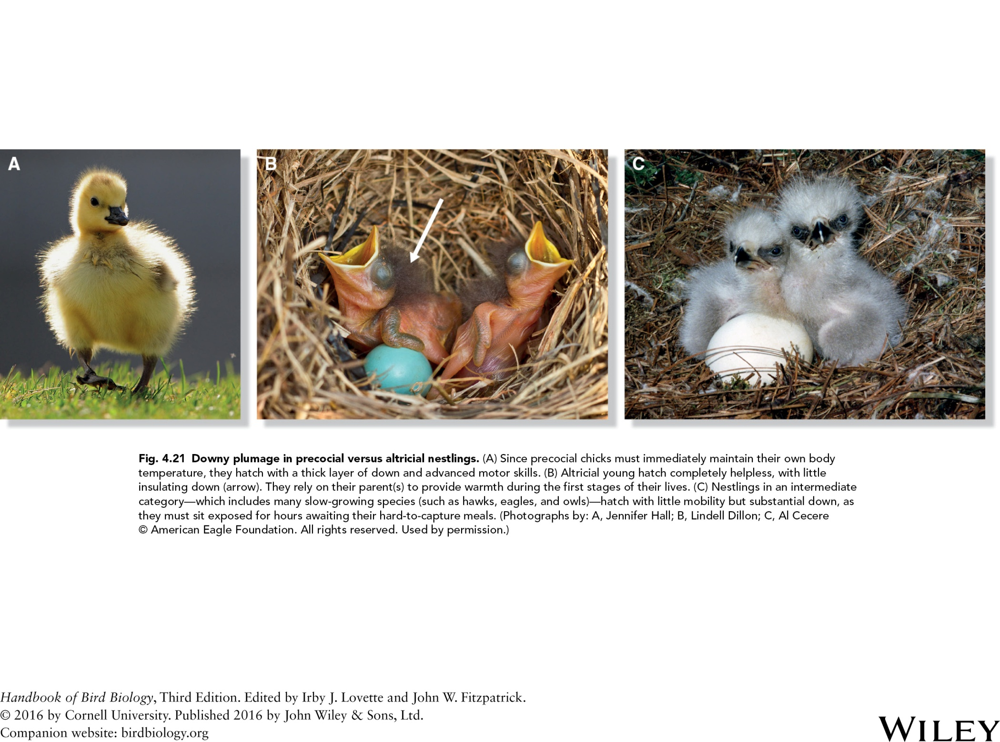 A
B
C
Fig. 4.21 Downy plumage in precocial versus altricial nestlings. (A) Since precocial chicks must immediately maintain their own body
temperature, they hatch with a thick layer of down and advanced motor skills. (B) Altricial young hatch completely helpless, with little
insulating down (arrow). They rely on their parent(s) to provide warmth during the first stages of their lives. (C) Nestlings in an intermediate
category—which includes many slow-growing species (such as hawks, eagles, and owls)—hatch with little mobility but substantial down, as
they must sit exposed for hours awaiting their hard-to-capture meals. (Photographs by: A, Jennifer Hall; B, Lindell Dillon; C, Al Cecere
© American Eagle Foundation. All rights reserved. Used by permission.)
Handbook of Bird Biology, Third Edition. Edited by Irby J. Lovette and John W. Fitzpatrick.
© 2016 by Cornell University. Published 2016 by John Wiley & Sons, Ltd.
Companion website: birdbiology.org
WILEY